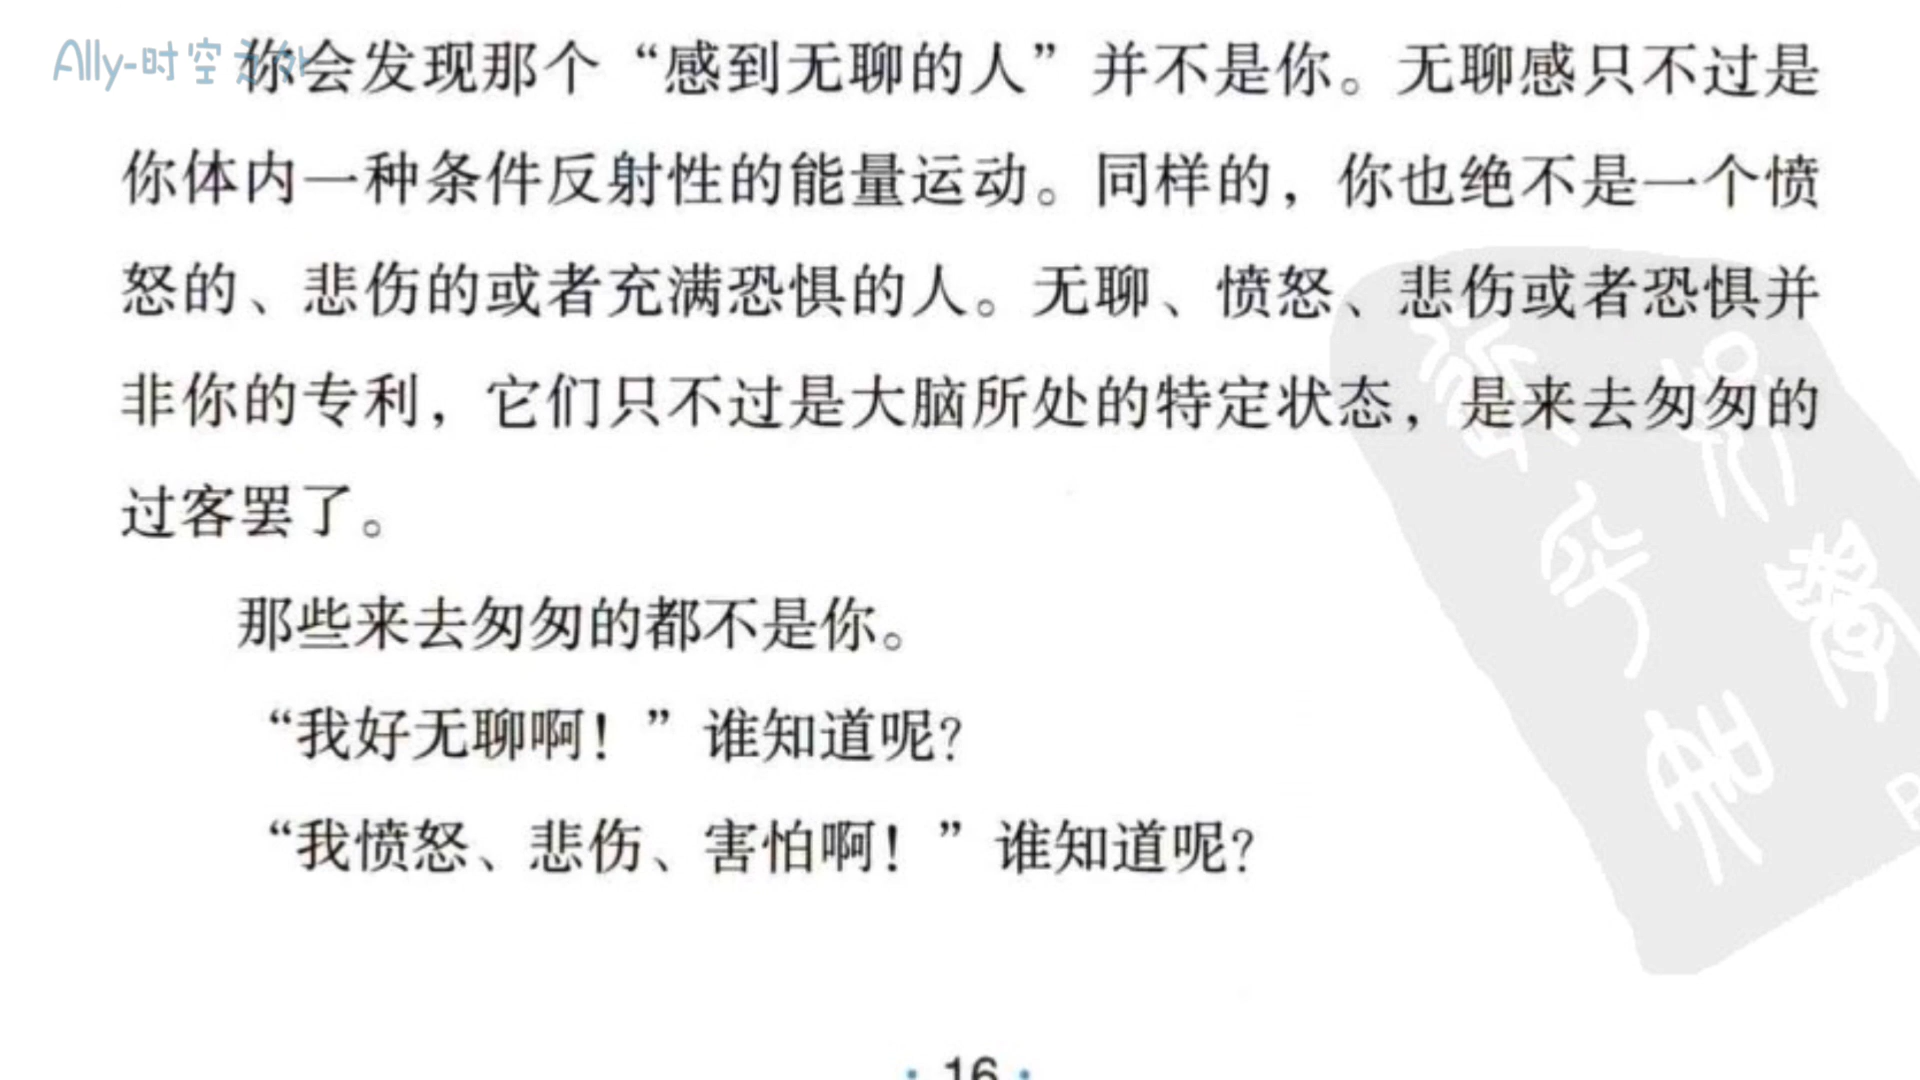 Ally-时空
你会发现那个“感到无聊的人”并不是你。无聊感只不过是
你体内一种条件反射性的能量运动。同样的，你也绝不是一个愤
怒的、悲伤的或者充满恐惧的人。无聊、愤怒、悲伤或者恐惧并
非你的专利，它们只不过是大脑所处的特定状态，是来去匆匆的
过客罢了。
那些来去匆匆的都不是你。
“我好无聊啊！”谁知道呢？
“我愤怒、悲伤、害怕啊！”谁知道呢？
· 16 ·